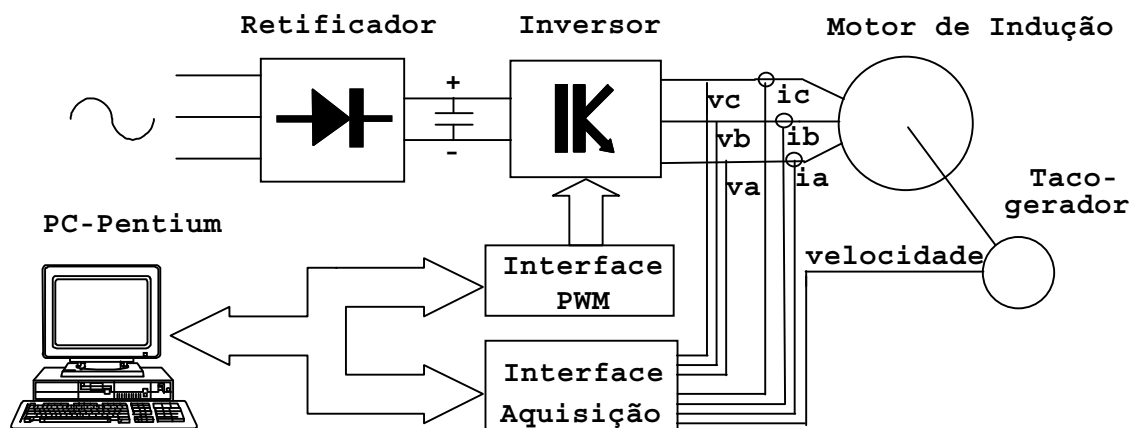 Retificador
Inversor
Motor de Indução
+
-
vc
ic
vb
ib
va
ia
Taco-
gerador
PC-Pentium
velocidade
Interface
PWM
Interface
Aquisição